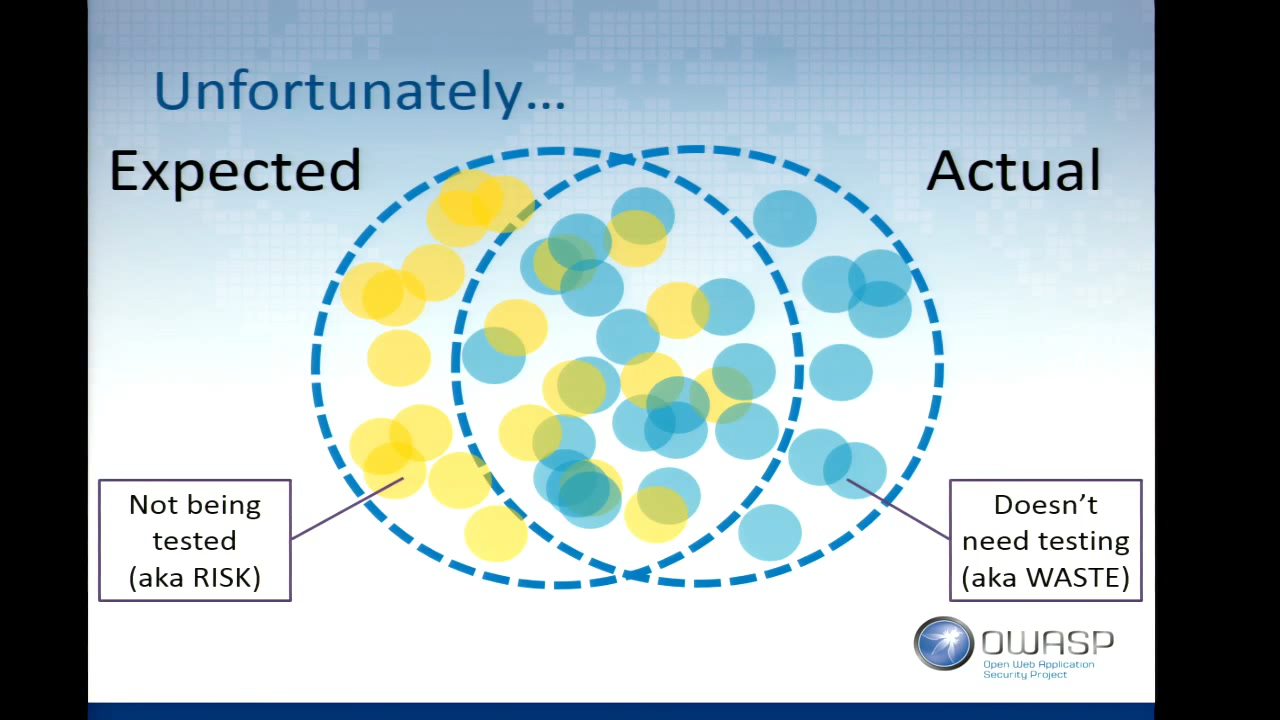 Unfortunately…
Expected
Actual
Not being
tested
(aka RISK)
Doesn’t
need testing
(aka WASTE)
OWASP
Open Web Application
Security Project